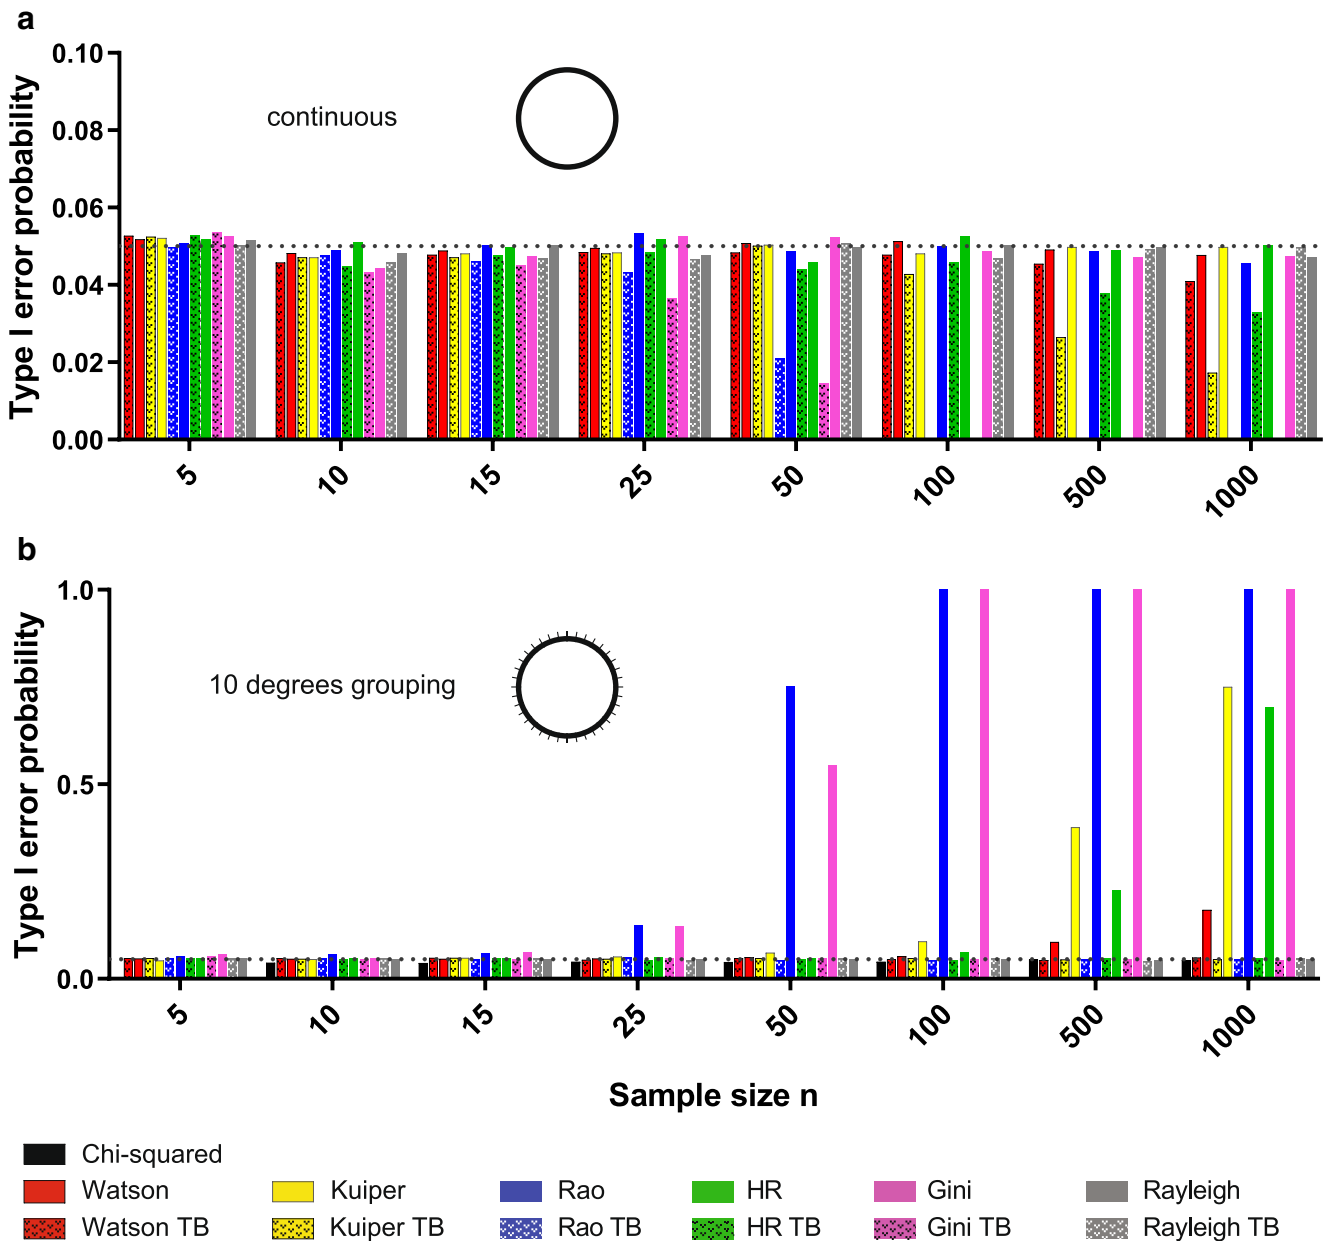 a
Type I error probability
0.10
0.08
0.06
0.04
0.02
0.00
continuous
5 10 15 25 50 100 500 1000
b
Type I error probability
1.0
0.5
0.0
10 degrees grouping
5 10 15 25 50 100 500 1000
Sample size n
Chi-squared
Watson Kuiper Rao HR Gini Rayleigh
Watson TB Kuiper TB Rao TB HR TB Gini TB Rayleigh TB